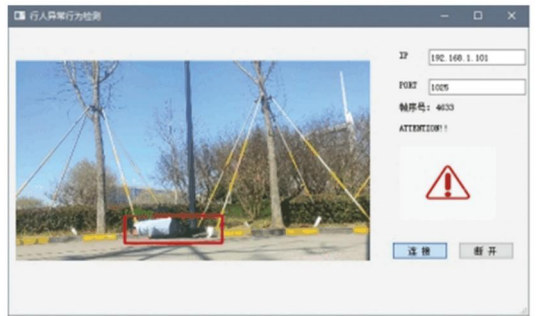 行人异常行为检测
IP 192.168.1.101
PORT 1025
帧序号: 4633
ATTENTION!!
连接 断开